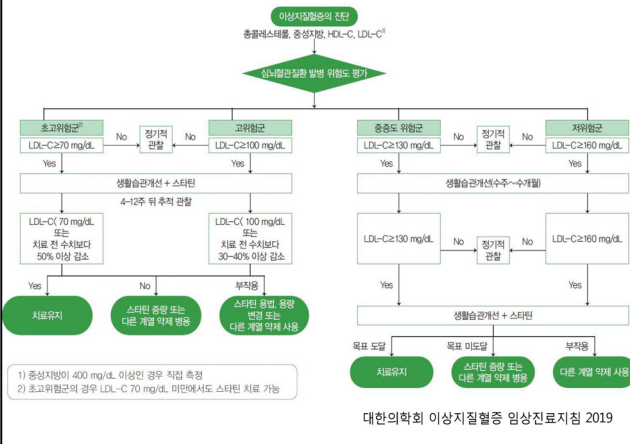 이상지질혈증의 진단
총콜레스테롤, 중성지방, HDL-C, LDL-C1)
심뇌혈관질환 발병 위험도 평가
초고위험군2)
LDL-C≥70 mg/dL
No
정기적
관찰
No
고위험군
LDL-C≥100 mg/dL
중증도 위험군
LDL-C≥130 mg/dL
No
정기적
관찰
No
저위험군
LDL-C≥160 mg/dL
Yes
Yes
Yes
Yes
생활습관개선 + 스타틴
생활습관개선(수주~수개월)
4-12주 뒤 추적 관찰
LDL-C( 70 mg/dL
또는
치료 전 수치보다
50% 이상 감소
LDL-C( 100 mg/dL
또는
치료 전 수치보다
30-40% 이상 감소
LDL-C≥130 mg/dL
No
정기적
관찰
No
LDL-C≥160 mg/dL
Yes
No
부작용
Yes
Yes
치료유지
스타틴 증량 또는
다른 계열 약제 병용
스타틴 용법, 용량
변경 또는
다른 계열 약제 사용
생활습관개선 + 스타틴
목표 도달
목표 미도달
부작용
치료유지
스타틴 증량 또는
다른 계열 약제 병용
다른 계열 약제 사용
1) 중성지방이 400 mg/dL 이상인 경우 직접 측정
2) 초고위험군의 경우 LDL-C 70 mg/dL 미만에서도 스타틴 치료 가능
대한의학회 이상지질혈증 임상진료지침 2019